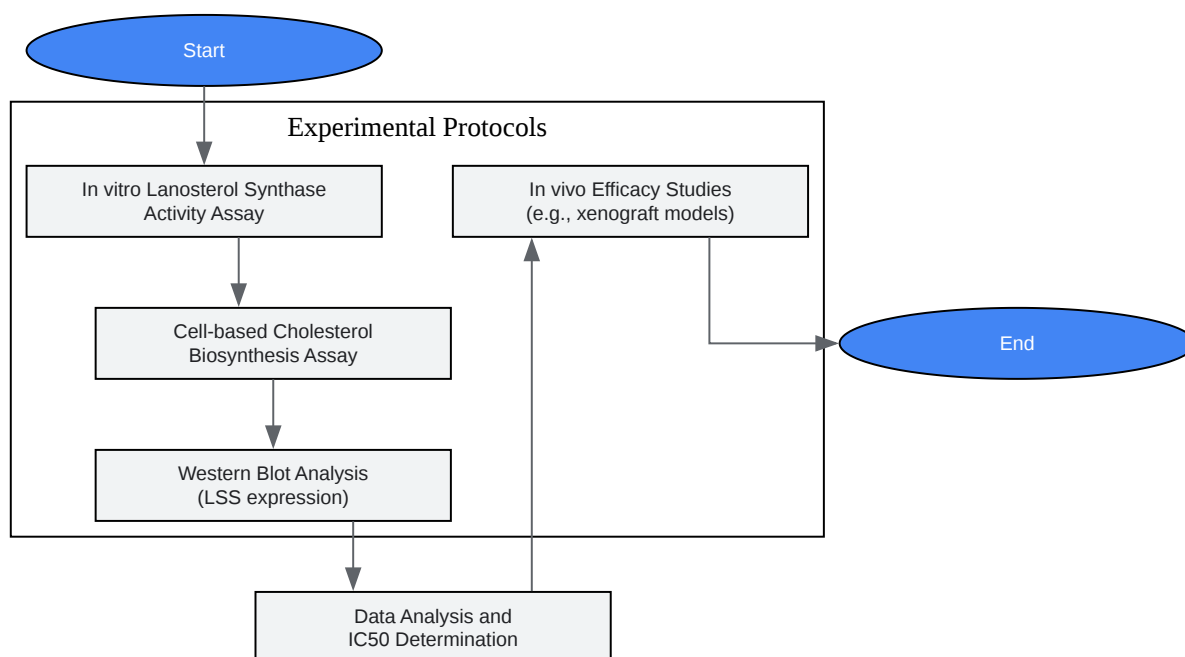 Start
Experimental Protocols
In vitro Lanosterol Synthase
Activity Assay
In vivo Efficacy Studies
(e.g., xenograft models)
Cell-based Cholesterol
Biosynthesis Assay
End
Western Blot Analysis
(LSS expression)
Data Analysis and
IC50 Determination